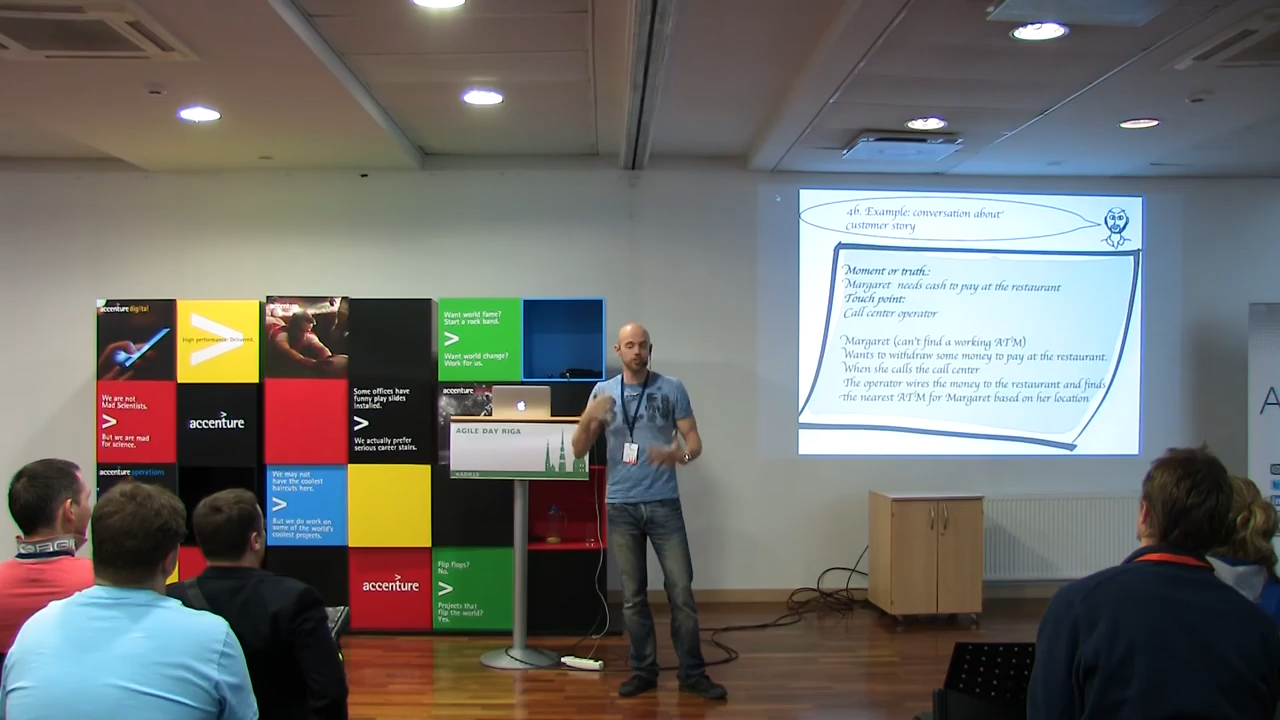 4b. Example: conversation about
customer story
Moment or truth.:
Margaret needs cash to pay at the restaurant
Touch point:
Call center operator
Margaret (can't find a working ATM)
Wants to withdraw some money to pay at the restaurant.
When she calls the call center
The operator wires the money to the restaurant and finds
the nearest ATM for Margaret based on her location
accenture digital
High performance. Delivered.
accenture
Want world fame?
Start a rock band.
>
Want world change?
Work for us.
We are not
Mad Scientists.
>
But we are mad
for science.
accenture
Some offices have
funny play slides
installed.
>
We actually prefer
serious career stairs.
accenture
AGILE DAY RIGA
accenture operations
We may not
have the coolest
haircuts here.
>
But we do work on
some of the world's
coolest projects.
accenture
Flip flops?
No.
>
Projects that
flip the world?
Yes.
A